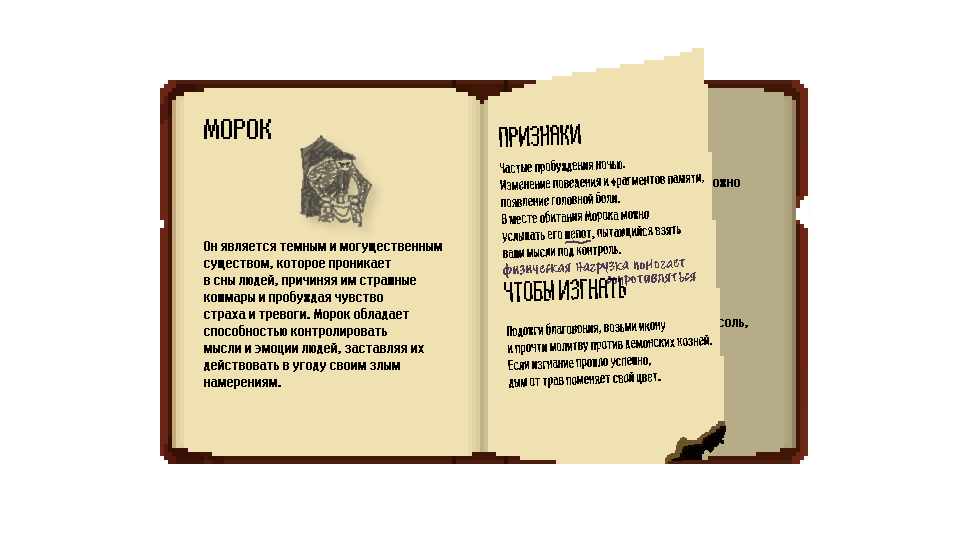 МОРОК
Он является темным и могущественным
существом, которое проникает
в сны людей, причиняя им страшные
кошмары и пробуждая чувство
страха и тревоги. Морок обладает
способностью контролировать
мысли и эмоции людей, заставляя их
действовать в угоду своим злым
намерениям.
ПРИЗНАКИ
Частые пробуждения ночью.
Изменение поведения и фрагментов памяти,
появление головной боли.
В месте обитания Морока можно
услышать его шепот, пытающийся взять
ваши мысли под контроль.
физическая нагрузка помогает
сопротивляться
ЧТОБЫ ИЗГНАТЬ
Подожги благовония, возьми икону
и прочти молитву против демонских козней.
Если изгнание прошло успешно,
дым от трав поменяет свой цвет.
ожно
соль,